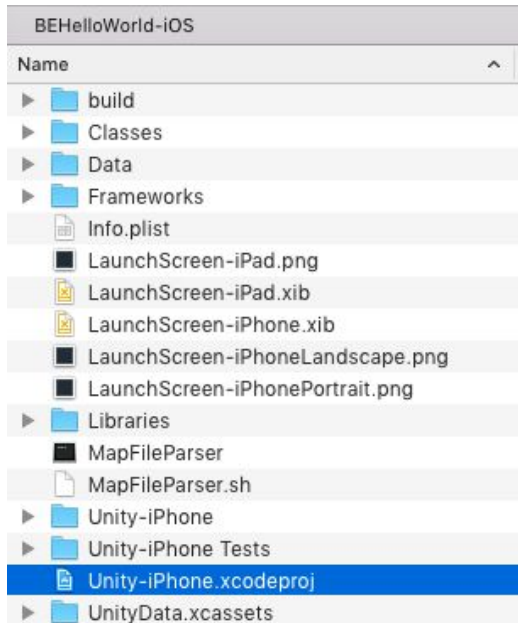 BEHelloWorld-iOS
Name
build
Classes
Data
Frameworks
Info.plist
LaunchScreen-iPad.png
LaunchScreen-iPad.xib
LaunchScreen-iPhone.xib
LaunchScreen-iPhoneLandscape.png
LaunchScreen-iPhonePortrait.png
Libraries
MapFileParser
MapFileParser.sh
Unity-iPhone
Unity-iPhone Tests
Unity-iPhone.xcodeproj
UnityData.xcassets